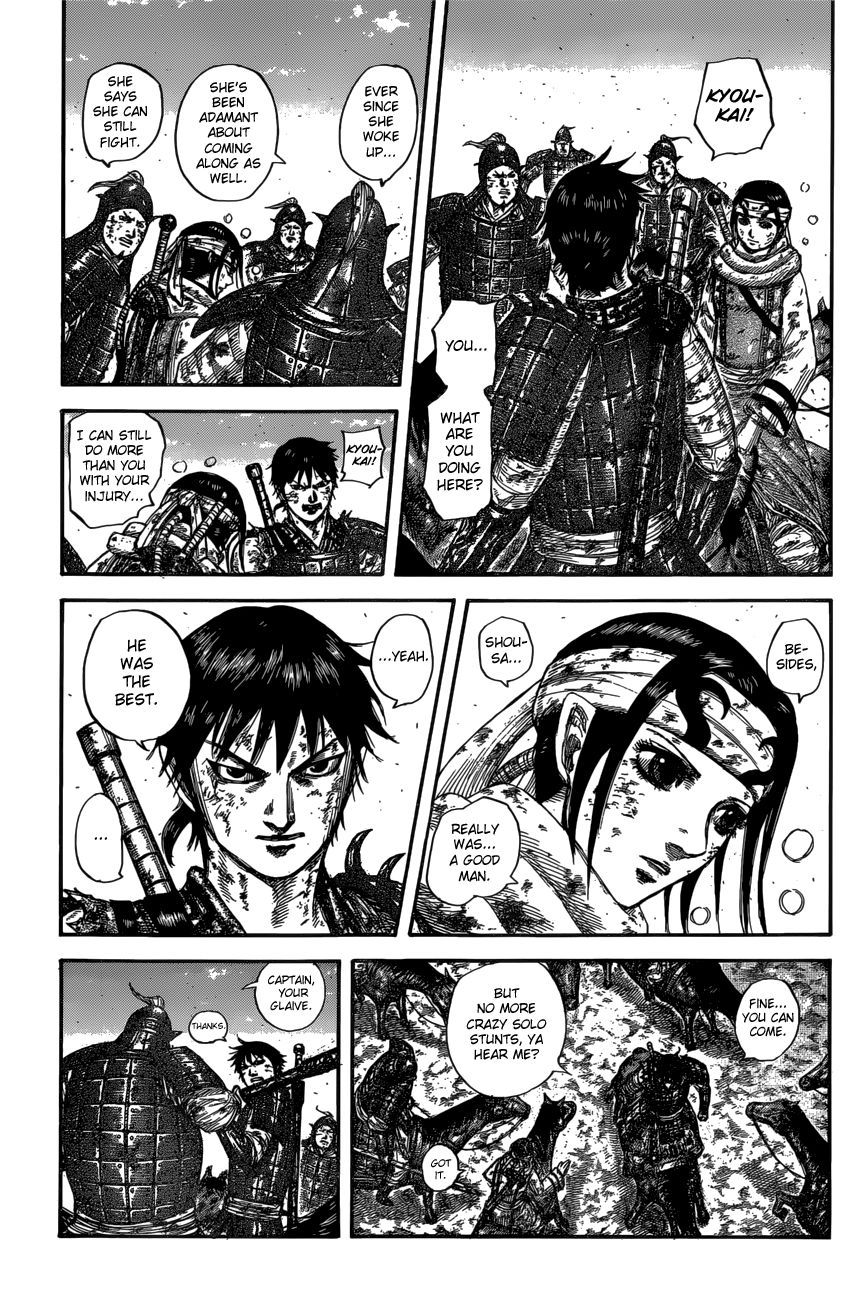 KYOU-
KAI!
YOU...
WHAT
ARE
YOU
DOING
HERE?
EVER
SINCE
SHE
WOKE
UP...
SHE'S
BEEN
ADAMANT
ABOUT
COMING
ALONG AS
WELL.
SHE
SAYS
SHE CAN
STILL
FIGHT.
KYOU-
KAI!
I CAN STILL
DO MORE
THAN YOU
WITH YOUR
INJURY...
BE-
SIDES,
SHOU-
SA...
REALLY
WAS...
A GOOD
MAN.
...YEAH.
HE
WAS
THE
BEST.
...
FINE...
YOU CAN
COME.
BUT
NO MORE
CRAZY SOLO
STUNTS, YA
HEAR ME?
GOT
IT.
CAPTAIN,
YOUR
GLAIVE.
THANKS.